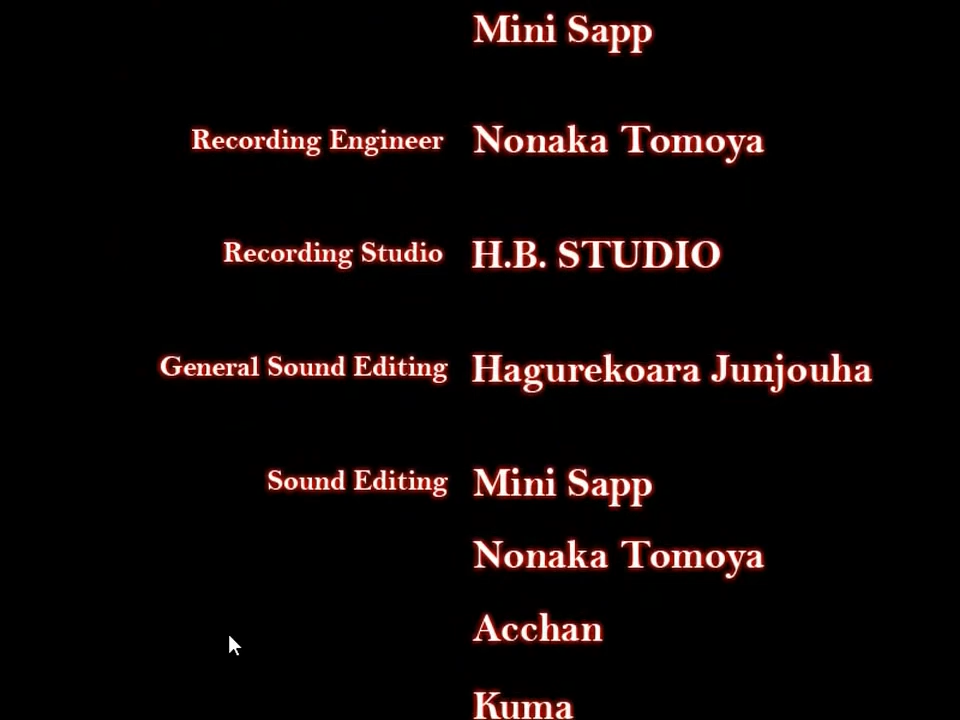 Mini Sapp
Recording Engineer Nonaka Tomoya
Recording Studio H.B. STUDIO
General Sound Editing Hagurekoara Junjouha
Sound Editing Mini Sapp
Nonaka Tomoya
Acchan
Kuma